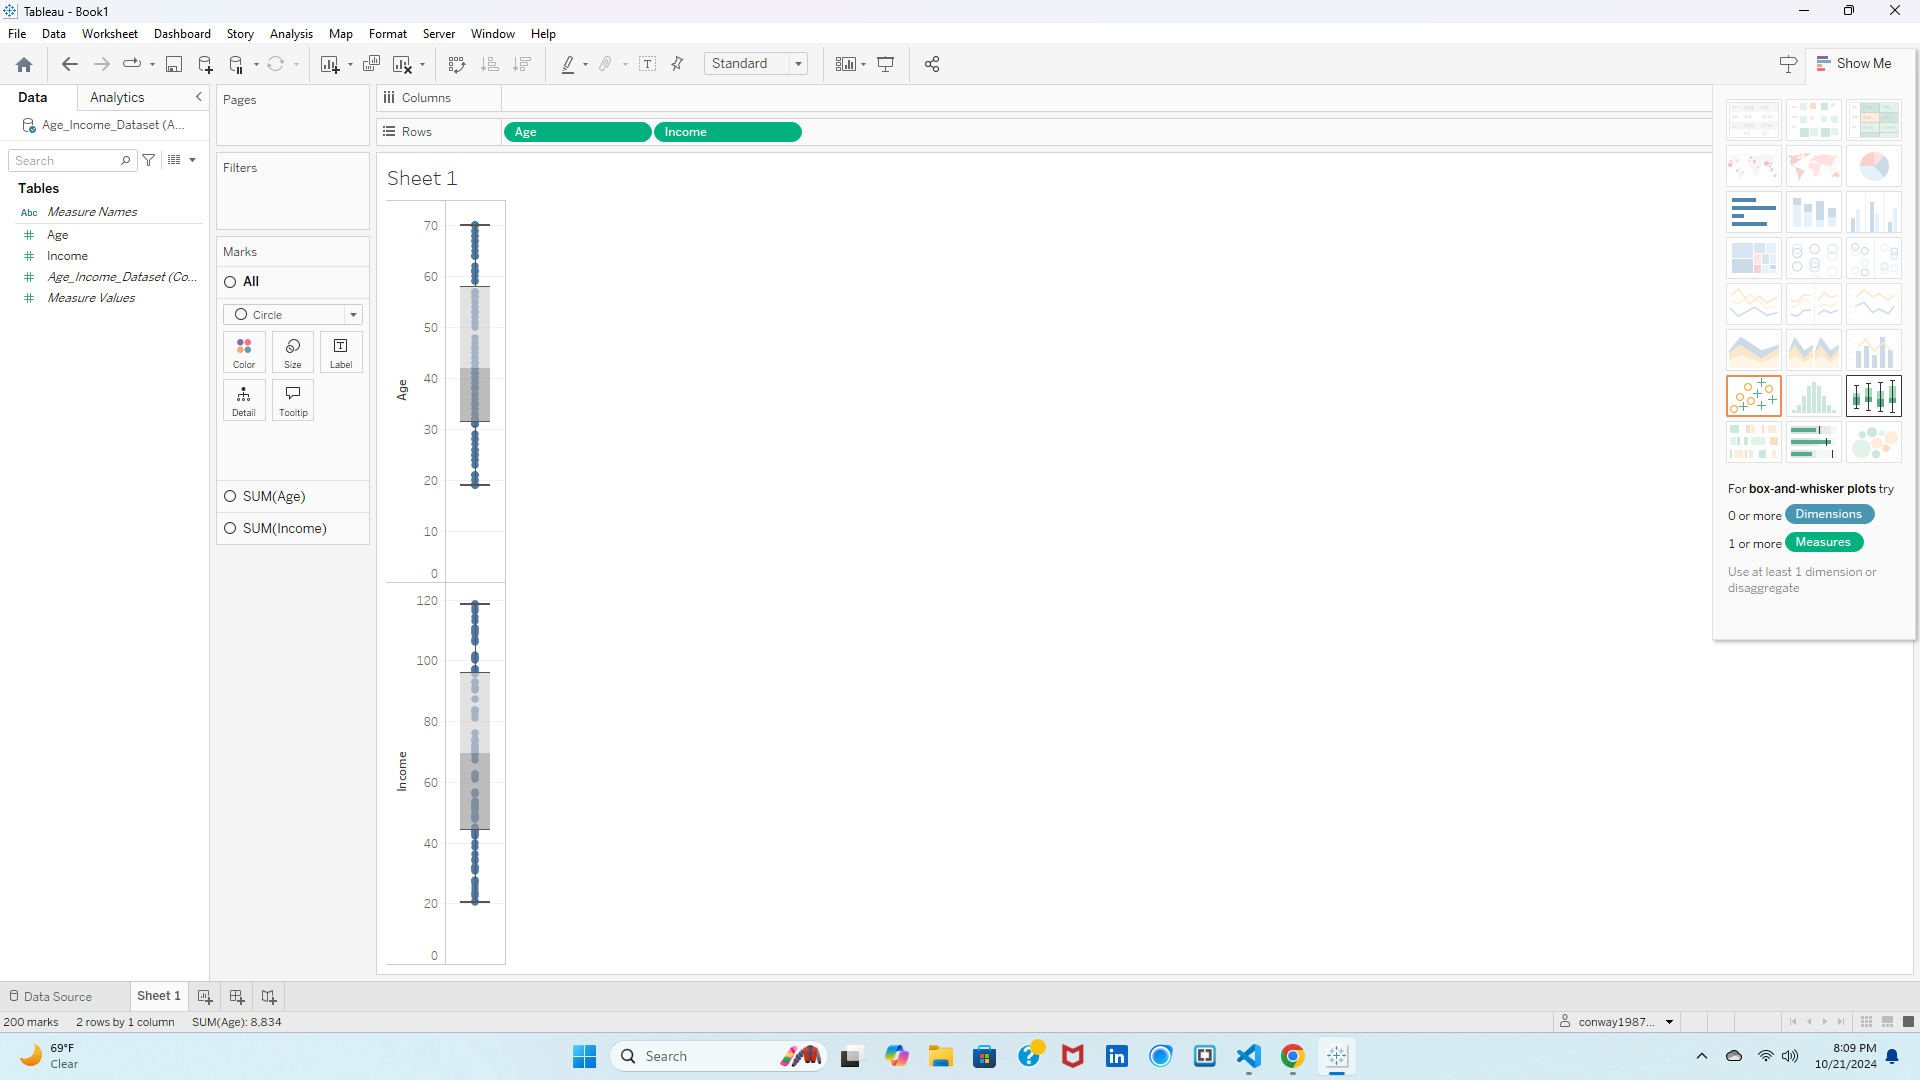 Tableau - Book1
File Data Worksheet Dashboard Story Analysis Map Format Server Window Help
Standard
Show Me
Data Analytics
Age_Income_Dataset (A...
Search
Tables
Abc Measure Names
Age
Income
Age_Income_Dataset (Co...
Measure Values
Pages
Filters
Marks
All
Circle
Color Size Label
Detail Tooltip
SUM(Age)
SUM(Income)
Columns
Rows Age Income
Sheet 1
Age
70
60
50
40
30
20
10
0
Income
120
100
80
60
40
20
0
For box-and-whisker plots try
0 or more Dimensions
1 or more Measures
Use at least 1 dimension or
disaggregate
Data Source Sheet 1
200 marks 2 rows by 1 column SUM(Age): 8,834
conway1987...
69°F
Clear
Search
8:09 PM
10/21/2024